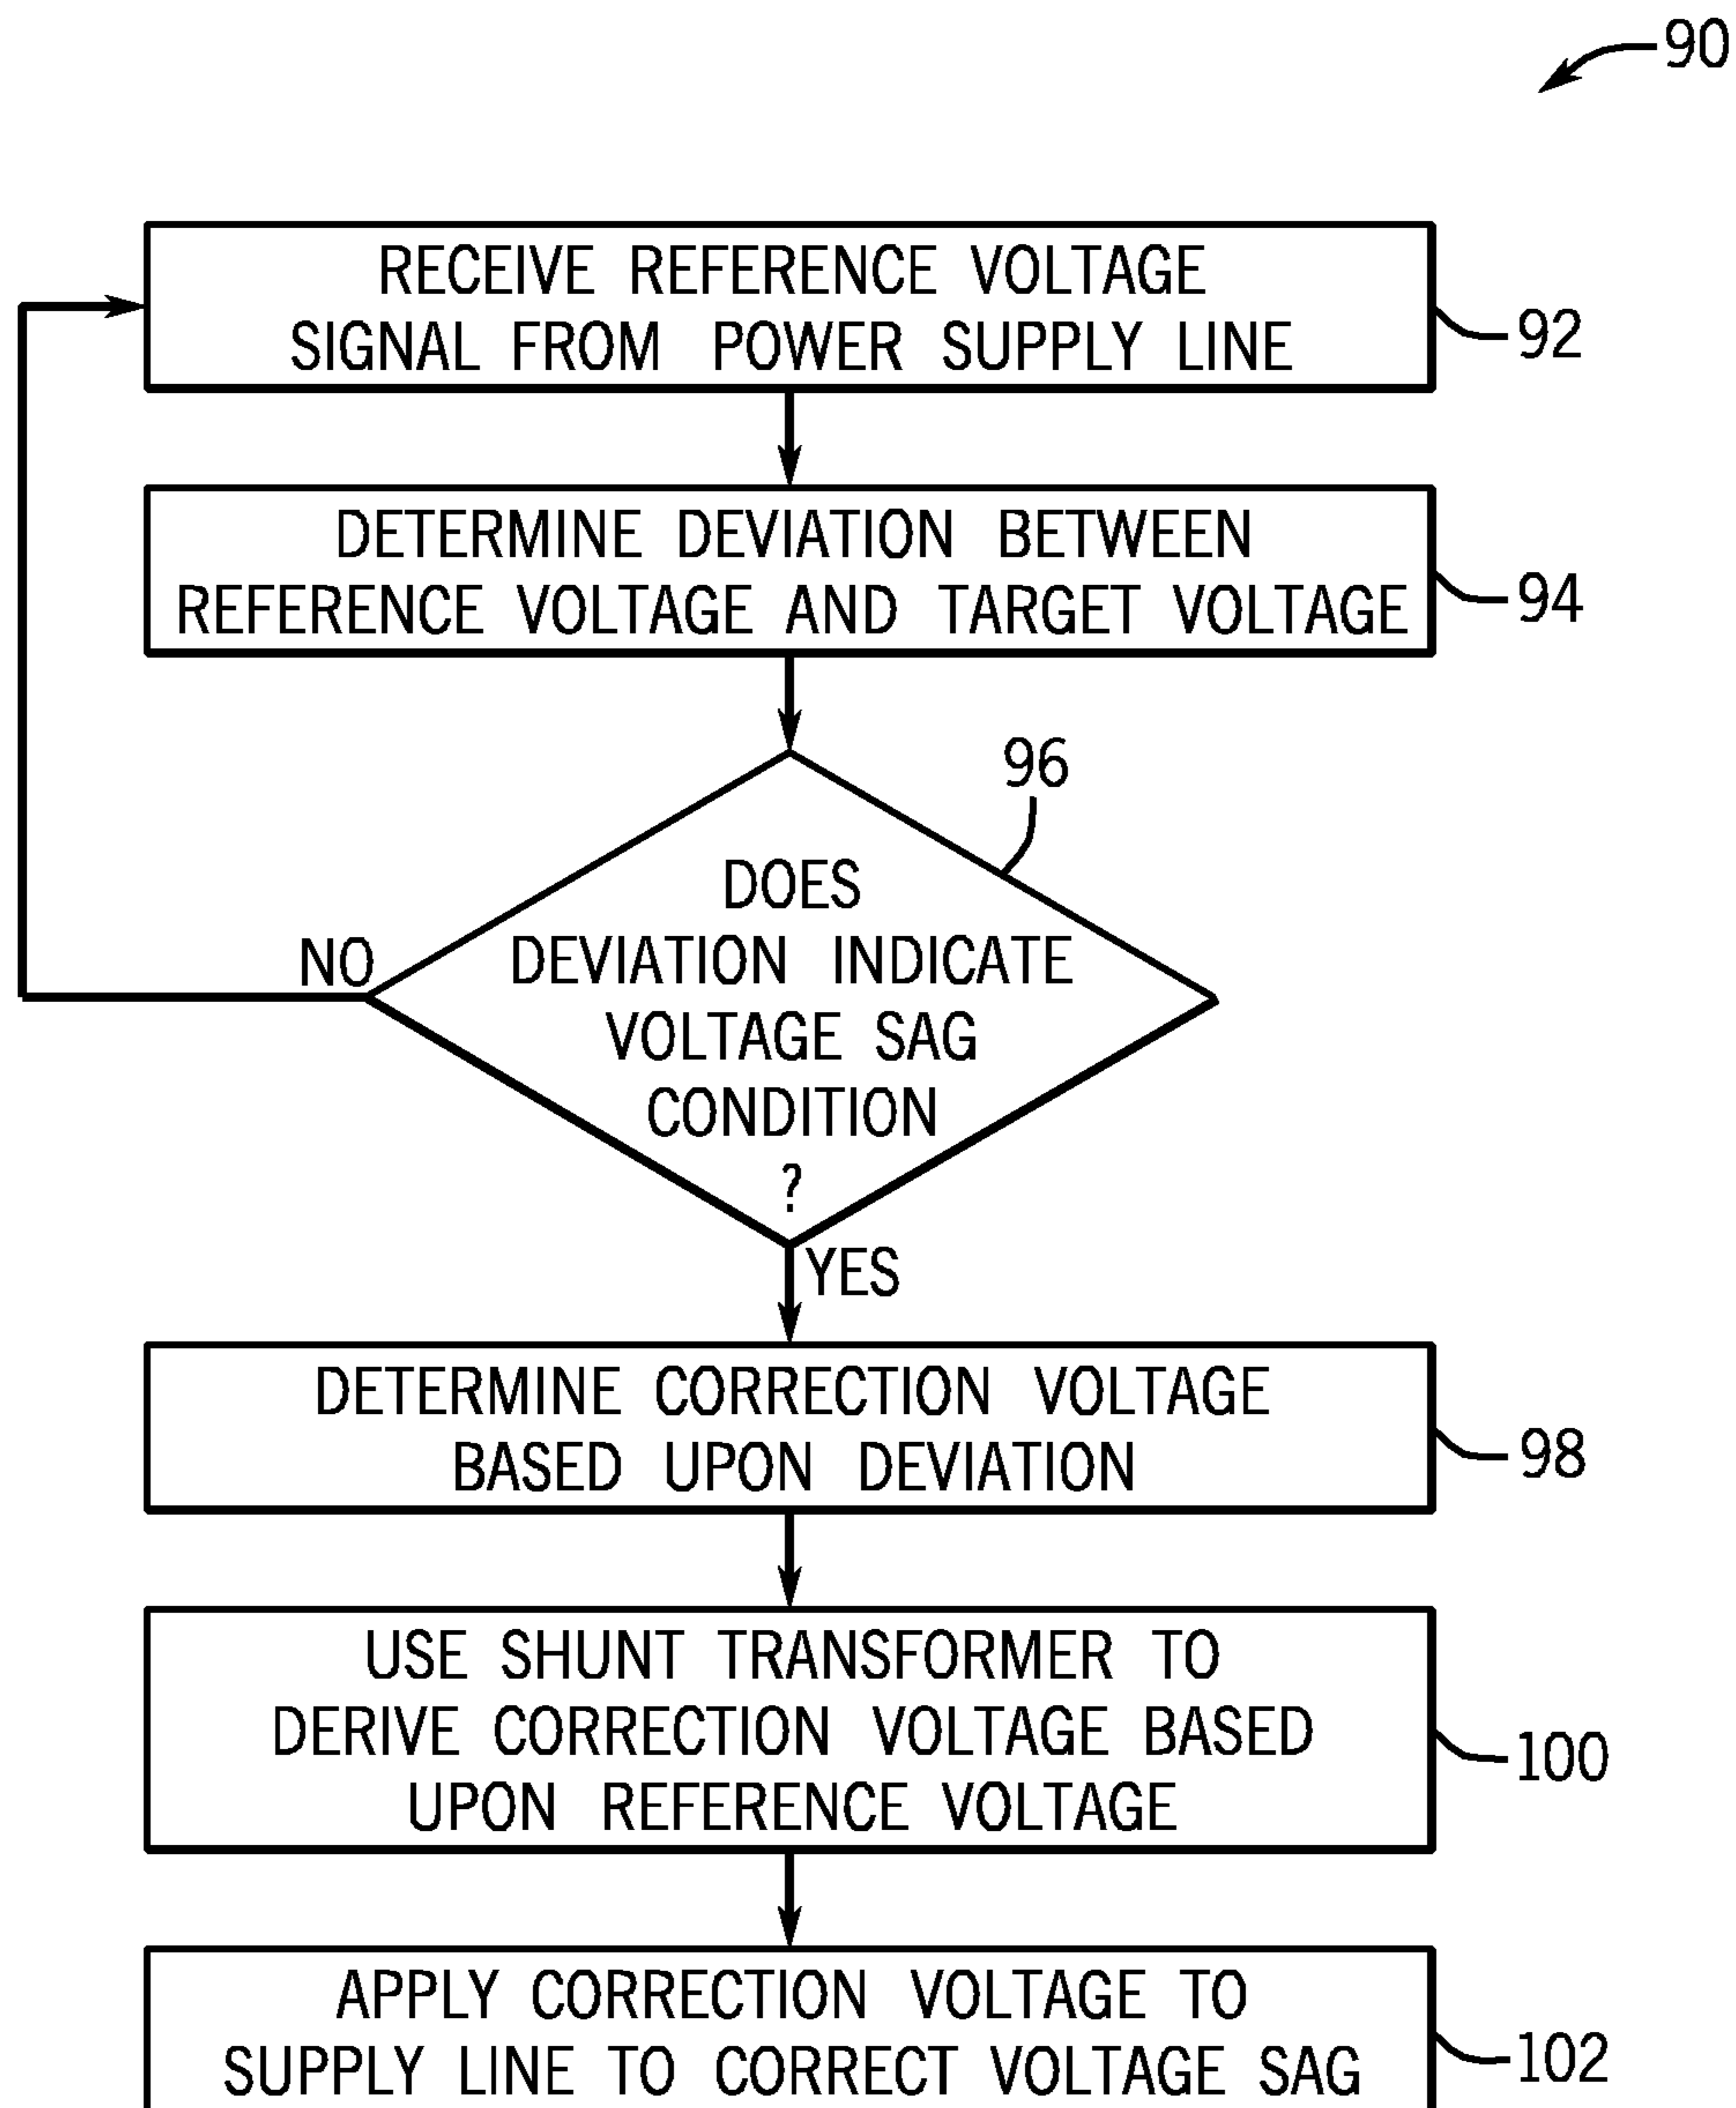 90
RECEIVE REFERENCE VOLTAGE
SIGNAL FROM POWER SUPPLY LINE
92
DETERMINE DEVIATION BETWEEN
REFERENCE VOLTAGE AND TARGET VOLTAGE
94
96
DOES
DEVIATION INDICATE
VOLTAGE SAG
CONDITION
?
NO
YES
DETERMINE CORRECTION VOLTAGE
BASED UPON DEVIATION
98
USE SHUNT TRANSFORMER TO
DERIVE CORRECTION VOLTAGE BASED
UPON REFERENCE VOLTAGE
100
APPLY CORRECTION VOLTAGE TO
SUPPLY LINE TO CORRECT VOLTAGE SAG
102